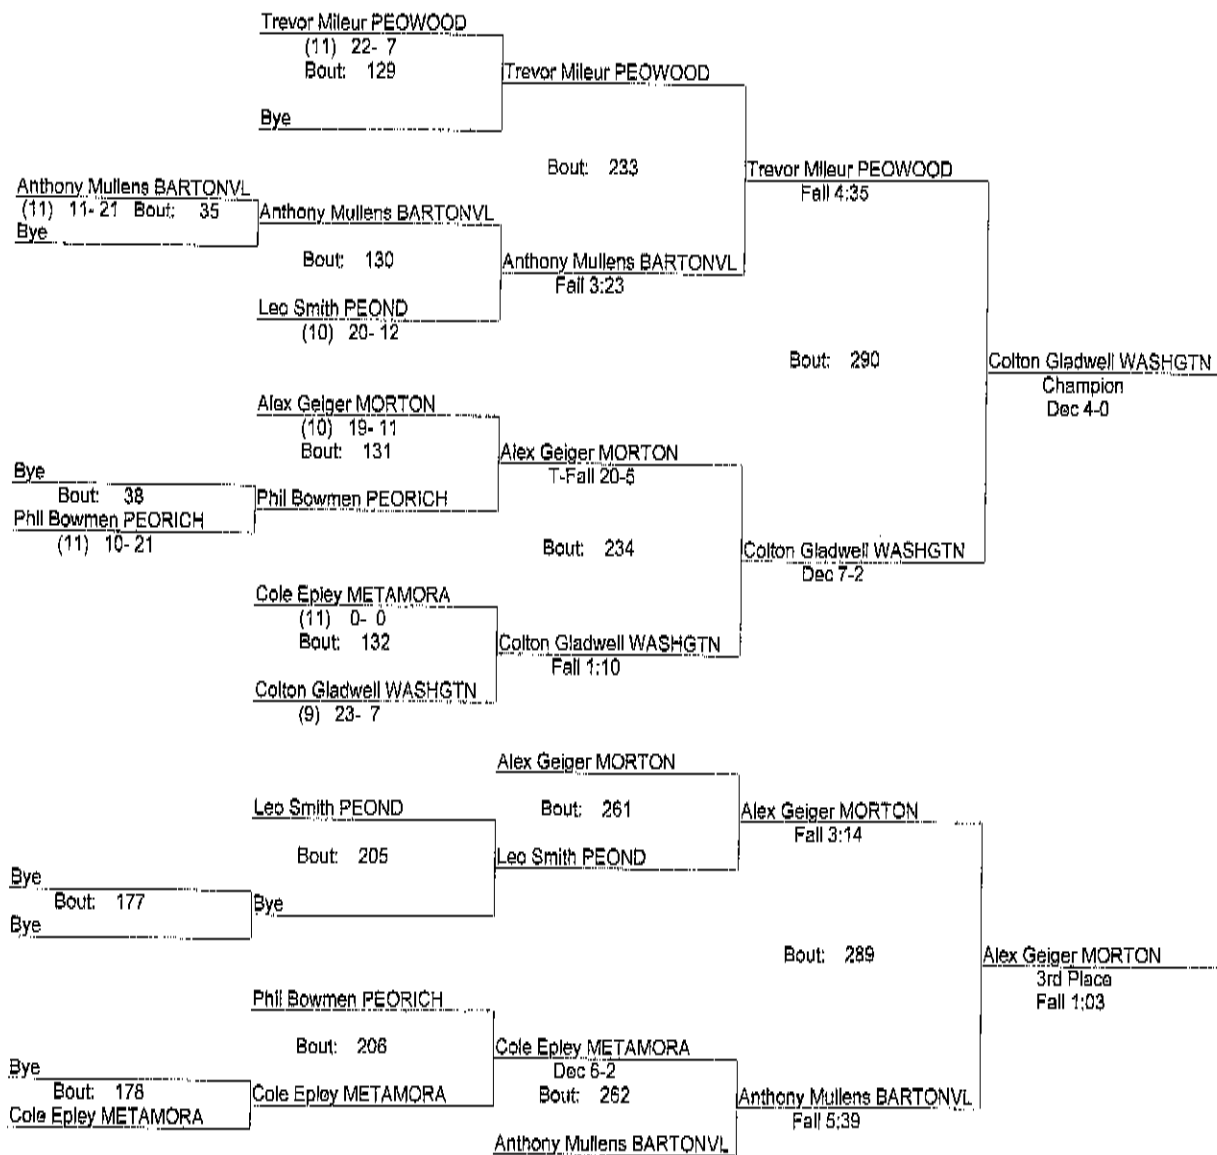 Trevor Mileur PEOWOOD
(11) 22- 7
Bout: 129
Trevor Mileur PEOWOOD
Bye
Bout: 233
Trevor Mileur PEOWOOD
Fall 4:35
Anthony Mullens BARTONVL
(11) 11- 21 Bout: 35
Bye
Anthony Mullens BARTONVL
Bout: 130
Anthony Mullens BARTONVL
Fall 3:23
Leo Smith PEOND
(10) 20- 12
Bout: 290
Colton Gladwell WASHGTN
Champion
Dec 4-0
Alex Geiger MORTON
(10) 19- 11
Bout: 131
Alex Geiger MORTON
T-Fall 20-5
Bye
Bout: 38
Phil Bowmen PEORICH
(11) 10- 21
Phil Bowmen PEORICH
Bout: 234
Colton Gladwell WASHGTN
Dec 7-2
Cole Epley METAMORA
(11) 0- 0
Bout: 132
Colton Gladwell WASHGTN
Fall 1:10
Colton Gladwell WASHGTN
(9) 23- 7
Alex Geiger MORTON
Leo Smith PEOND
Bout: 261
Alex Geiger MORTON
Fall 3:14
Bout: 205
Leo Smith PEOND
Bye
Bout: 177
Bye
Bye
Bout: 289
Alex Geiger MORTON
3rd Place
Fall 1:03
Phil Bowmen PEORICH
Bout: 206
Cole Epley METAMORA
Dec 6-2
Bye
Bout: 178
Cole Epley METAMORA
Cole Epley METAMORA
Bout: 262
Anthony Mullens BARTONVL
Fall 5:39
Anthony Mullens BARTONVL